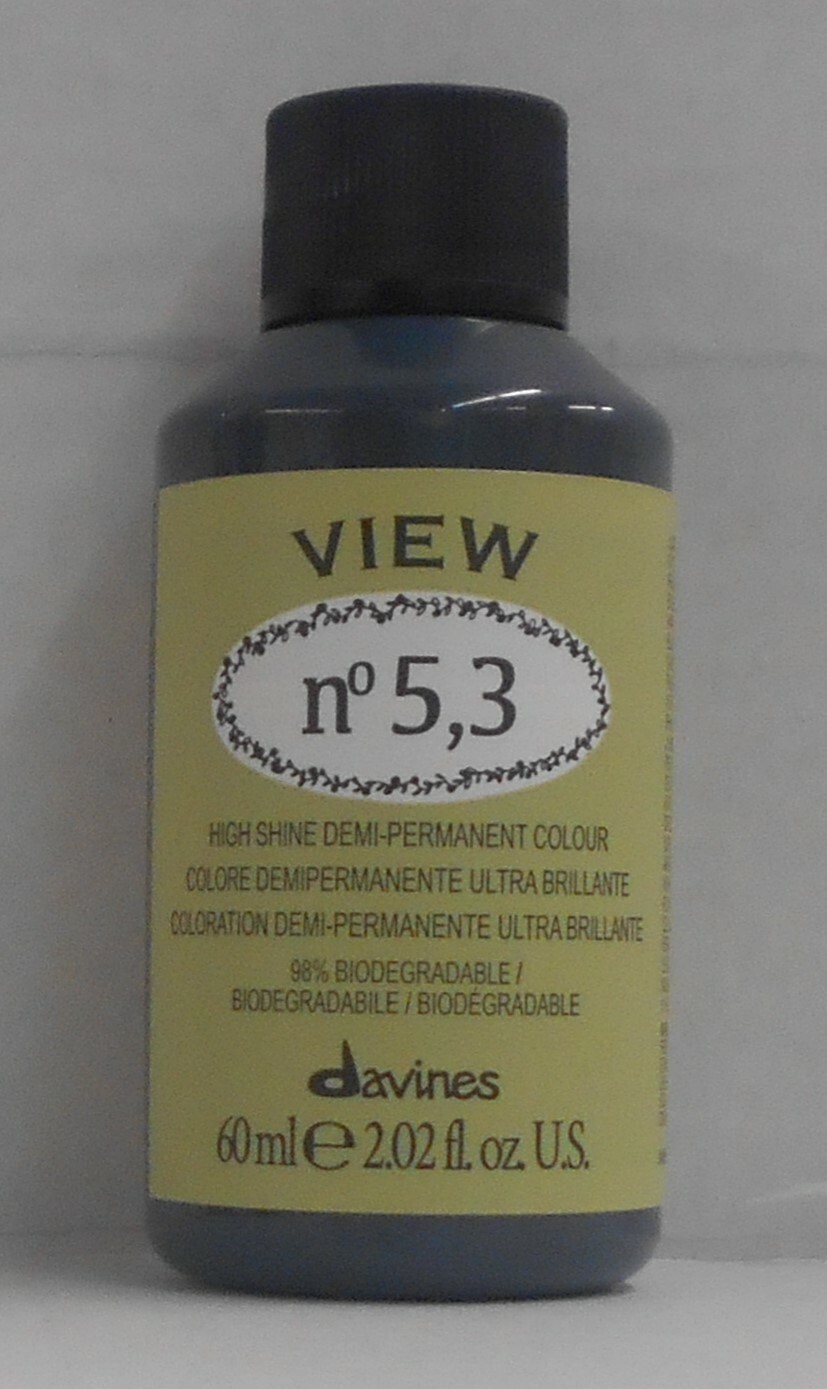 VIEW
nº 5,3
HIGH SHINE DEMI-PERMANENT COLOUR
COLORE DEMIPERMANENTE ULTRA BRILLANTE
COLORATION DEMI-PERMANENTE ULTRA BRILLANTE
98% BIODEGRADABLE /
BIODEGRADABILE / BIODÉGRADABLE
davines
60 ml e 2.02 fl. oz. U.S.